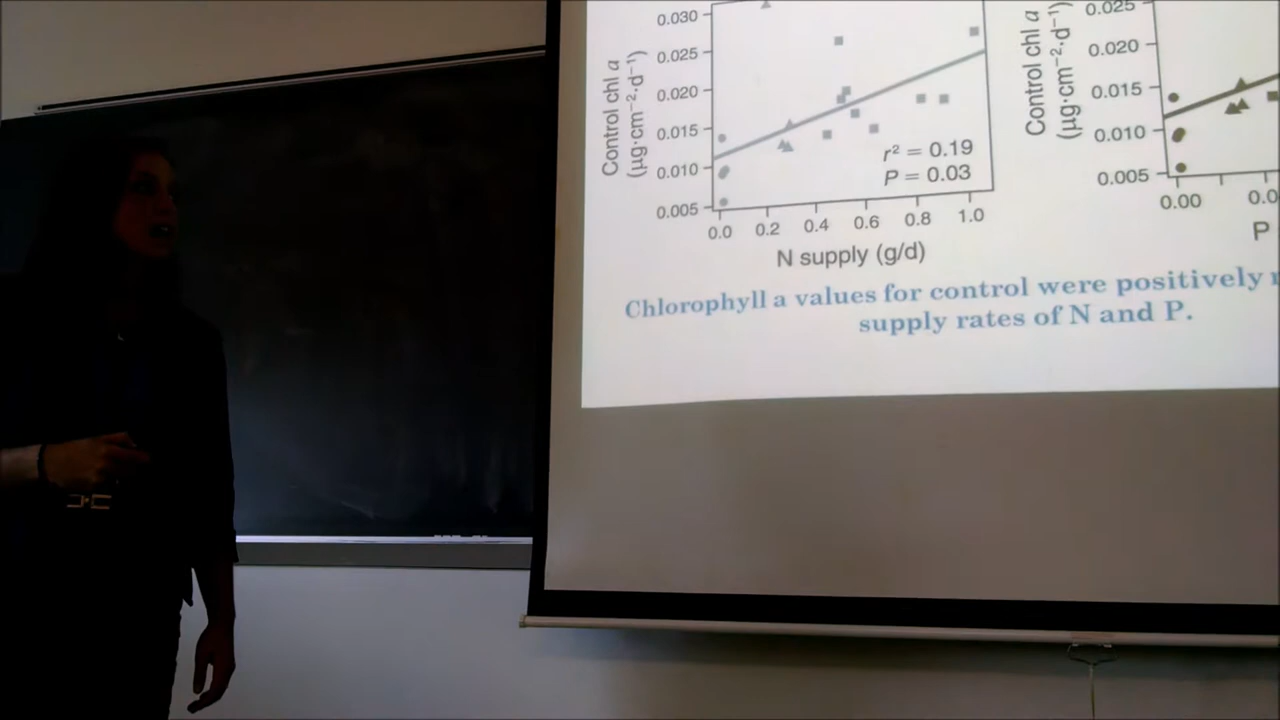 0.030
0.025
0.020
0.015
0.010
0.005
Control chl a
(µg·cm⁻²·d⁻¹)
r² = 0.19
P = 0.03
0.0 0.2 0.4 0.6 0.8 1.0
N supply (g/d)
0.025
0.020
0.015
0.010
0.005
Control chl a
(µg·cm⁻²·d⁻¹)
0.00 0.0
P
Chlorophyll a values for control were positively
supply rates of N and P.